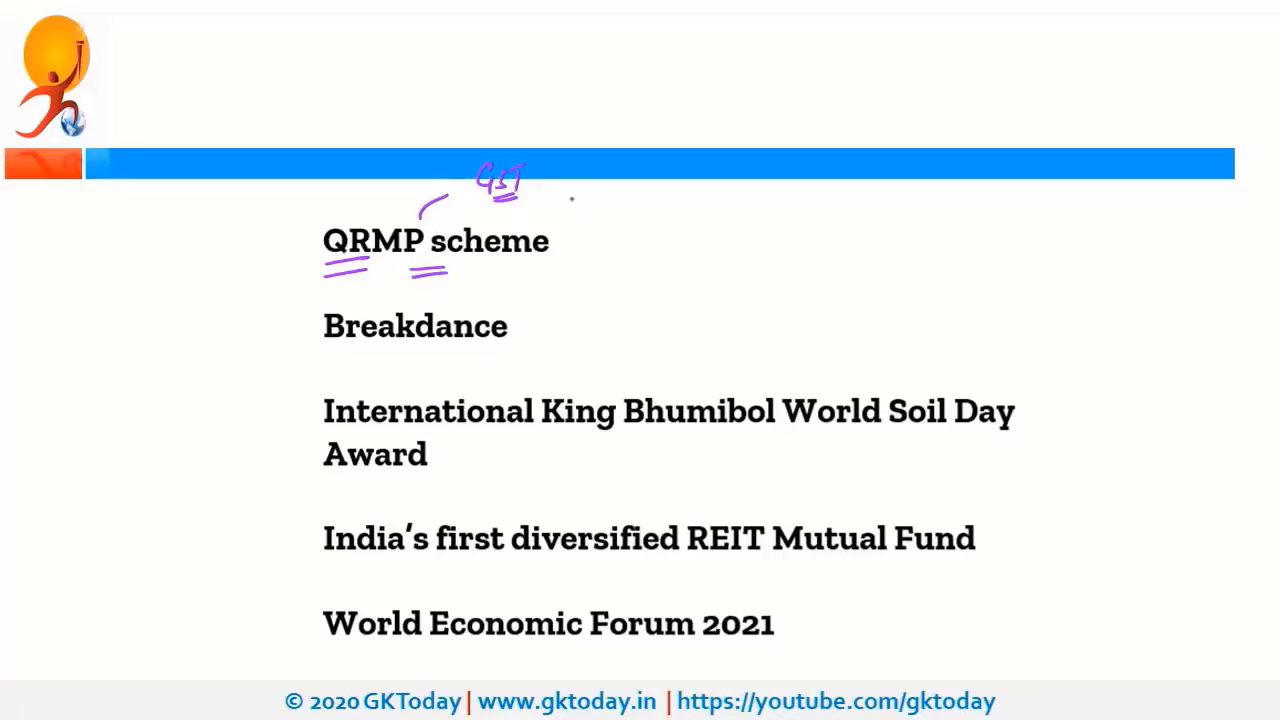 GST
QRMP scheme
Breakdance
International King Bhumibol World Soil Day
Award
India’s first diversified REIT Mutual Fund
World Economic Forum 2021
© 2020 GKToday | www.gktoday.in | https://youtube.com/gktoday